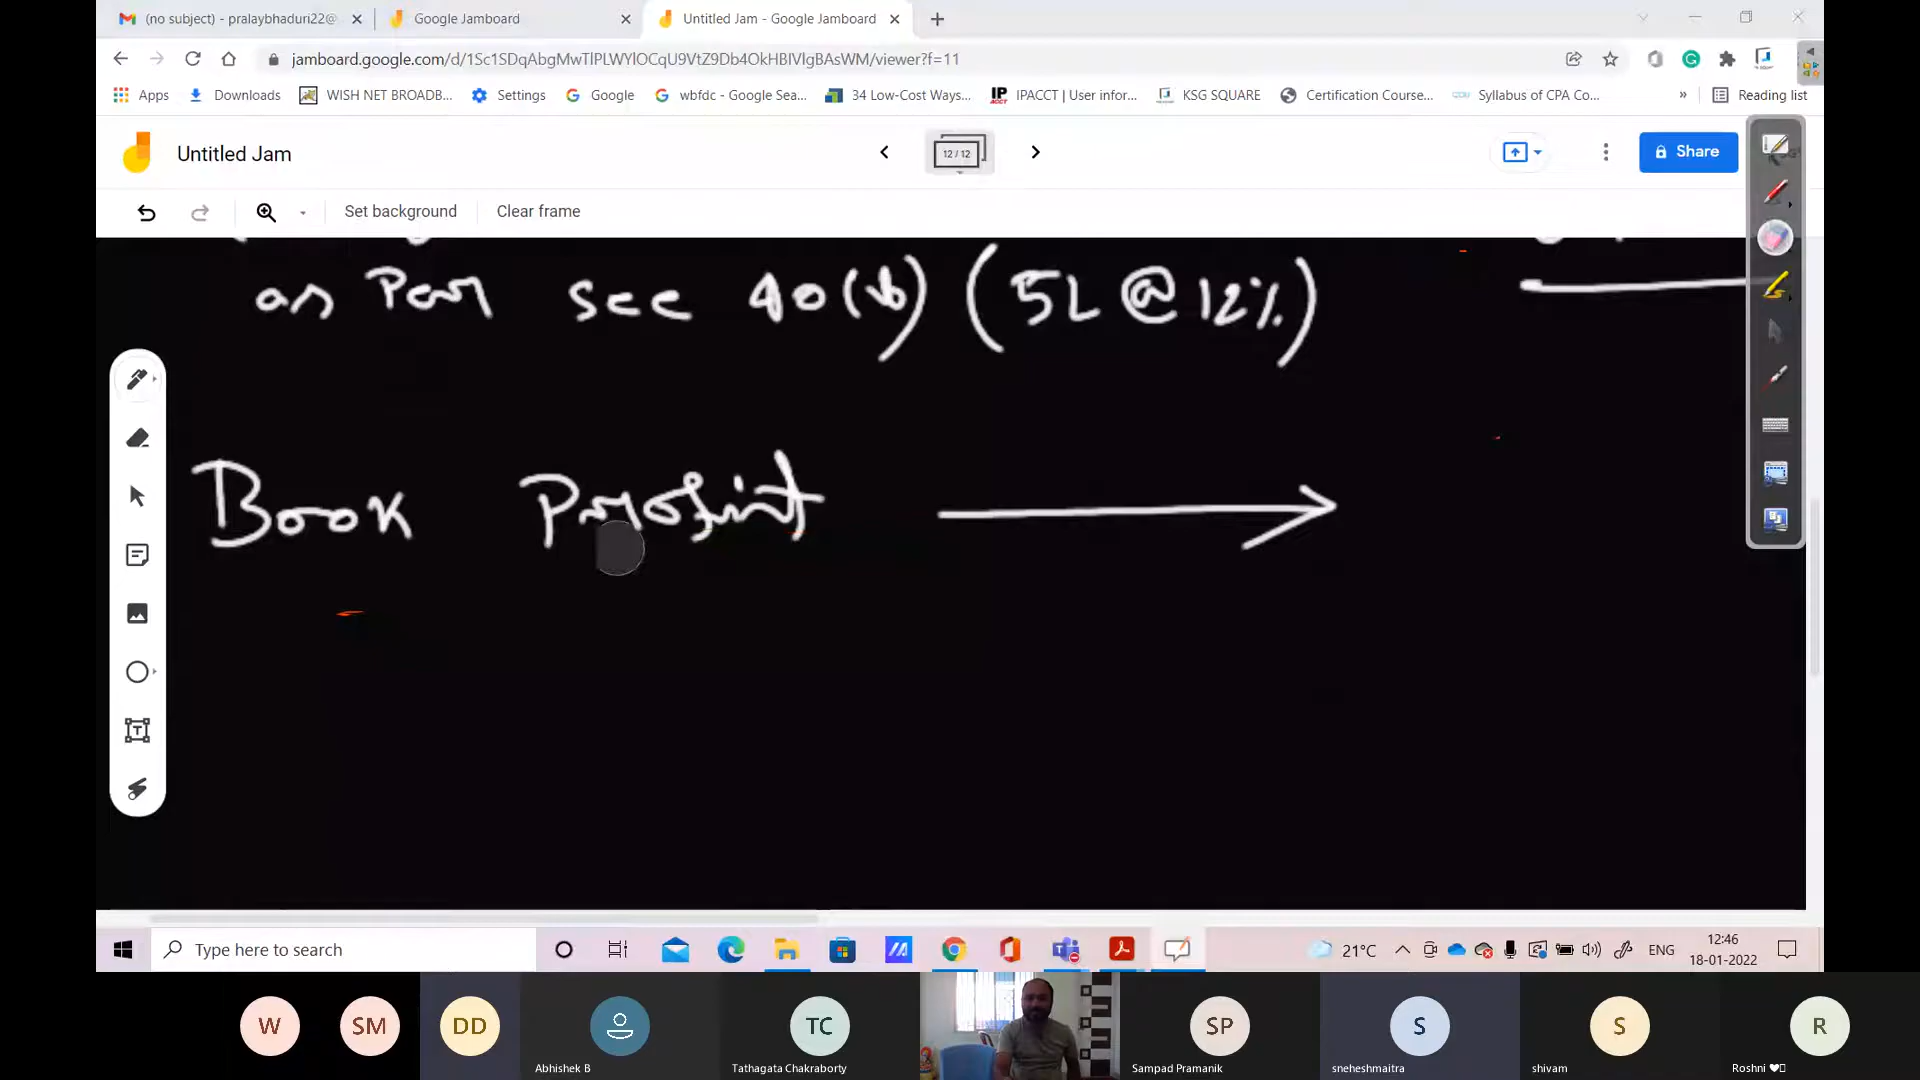 (no subject) - pralaybhaduri22@
Google Jamboard
Untitled Jam - Google Jamboard
jamboard.google.com/d/1Sc1SDqAbgMwTlPLWYlOCqU9VtZ9Db4OkHBIVIgBAsWM/viewer?f=11
Apps
Downloads
WISH NET BROADB...
Settings
Google
wbfdc - Google Sea...
34 Low-Cost Ways...
IPACCT | User infor...
KSG SQUARE
Certification Course...
Syllabus of CPA Co...
»
Reading list
Untitled Jam
12 / 12
Share
Set background
Clear frame
as Per sec 40(b) (5L @ 12%)
Book Profit
Type here to search
21°C
ENG
12:46
18-01-2022
W
SM
DD
TC
SP
S
S
R
Abhishek B
Tathagata Chakraborty
Sampad Pramanik
sneheshmaitra
shivam
Roshni